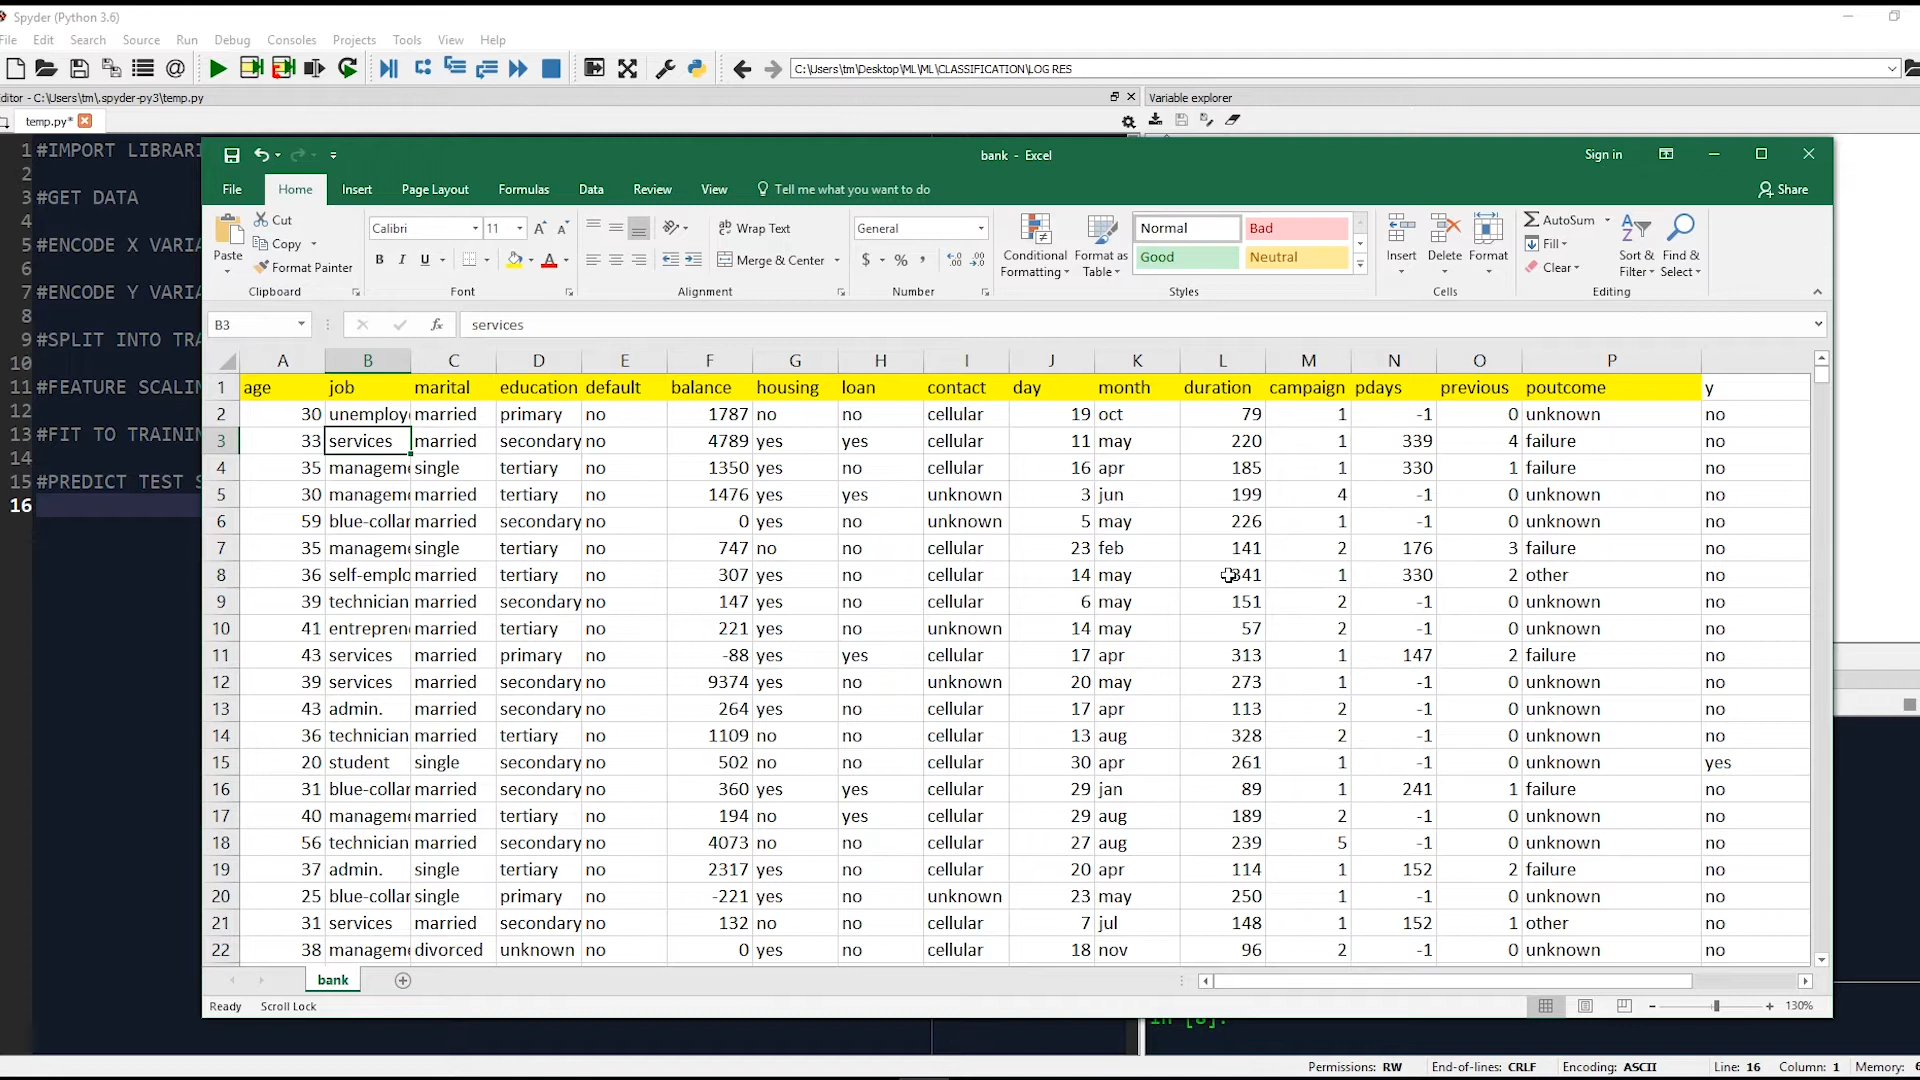 Spyder (Python 3.6)
File Edit Search Source Run Debug Consoles Projects Tools View Help
C:\Users\tm\Desktop\ML\ML\CLASSIFICATION\LOG RES
ditor - C:\Users\tm\.spyder-py3\temp.py
Variable explorer
temp.py*
1 #IMPORT LIBRARI
2
3 #GET DATA
4
5 #ENCODE X VARIA
6
7 #ENCODE Y VARIA
8
9 #SPLIT INTO TRA
10
11 #FEATURE SCALIN
12
13 #FIT TO TRAININ
14
15 #PREDICT TEST S
16
bank - Excel
Sign in
File Home Insert Page Layout Formulas Data Review View Tell me what you want to do Share
Paste Cut Copy Format Painter Clipboard
Calibri 11 B I U Font
Wrap Text Merge & Center Alignment
General $ % , Number
Conditional Formatting Format as Table Normal Bad Good Neutral Styles
Insert Delete Format Cells
AutoSum Fill Clear Sort & Filter Find & Select Editing
B3 fx services
A B C D E F G H I J K L M N O P
1 age job marital education default balance housing loan contact day month duration campaign pdays previous poutcome y
2 30 unemploy married primary no 1787 no no cellular 19 oct 79 1 -1 0 unknown no
3 33 services married secondary no 4789 yes yes cellular 11 may 220 1 339 4 failure no
4 35 manageme single tertiary no 1350 yes no cellular 16 apr 185 1 330 1 failure no
5 30 manageme married tertiary no 1476 yes yes unknown 3 jun 199 4 -1 0 unknown no
6 59 blue-collar married secondary no 0 yes no unknown 5 may 226 1 -1 0 unknown no
7 35 manageme single tertiary no 747 no no cellular 23 feb 141 2 176 3 failure no
8 36 self-emplo married tertiary no 307 yes no cellular 14 may 341 1 330 2 other no
9 39 technician married secondary no 147 yes no cellular 6 may 151 2 -1 0 unknown no
10 41 entrepren married tertiary no 221 yes no unknown 14 may 57 2 -1 0 unknown no
11 43 services married primary no -88 yes yes cellular 17 apr 313 1 147 2 failure no
12 39 services married secondary no 9374 yes no unknown 20 may 273 1 -1 0 unknown no
13 43 admin. married secondary no 264 yes no cellular 17 apr 113 2 -1 0 unknown no
14 36 technician married tertiary no 1109 no no cellular 13 aug 328 2 -1 0 unknown no
15 20 student single secondary no 502 no no cellular 30 apr 261 1 -1 0 unknown yes
16 31 blue-collar married secondary no 360 yes yes cellular 29 jan 89 1 241 1 failure no
17 40 manageme married tertiary no 194 no yes cellular 29 aug 189 2 -1 0 unknown no
18 56 technician married secondary no 4073 no no cellular 27 aug 239 5 -1 0 unknown no
19 37 admin. single tertiary no 2317 yes no cellular 20 apr 114 1 152 2 failure no
20 25 blue-collar single primary no -221 yes no unknown 23 may 250 1 -1 0 unknown no
21 31 services married secondary no 132 no no cellular 7 jul 148 1 152 1 other no
22 38 manageme divorced unknown no 0 yes no cellular 18 nov 96 2 -1 0 unknown no
bank
Ready Scroll Lock 130%
Permissions: RW End-of-lines: CRLF Encoding: ASCII Line: 16 Column: 1 Memory: